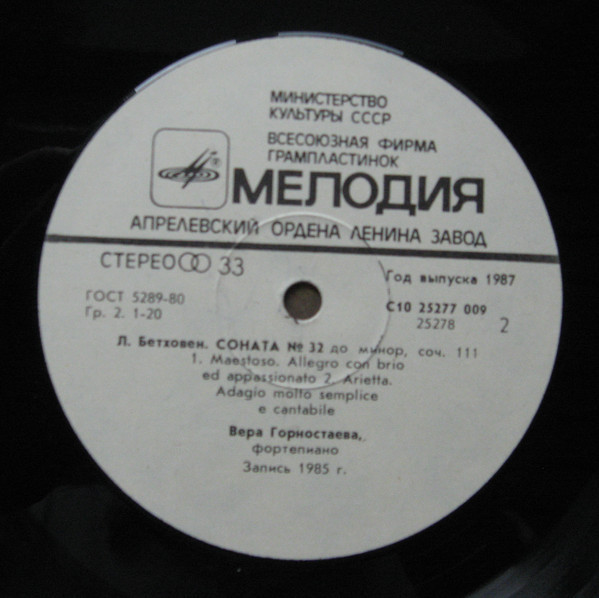 МИНИСТЕРСТВО
КУЛЬТУРЫ СССР
ВСЕСОЮЗНАЯ ФИРМА
ГРАМПЛАСТИНОК
®
МЕЛОДИЯ
АПРЕЛЕВСКИЙ ОРДЕНА ЛЕНИНА ЗАВОД
СТЕРЕО 33
Год выпуска 1987
ГОСТ 5289-80
Гр. 2. 1-20
С10 25277 009
25278 2
Л. Бетховен. СОНАТА № 32 до минор, соч. 111
1. Maestoso. Allegro con brio
ed appassionato 2. Arietta.
Adagio molto semplice
e cantabile
Вера Горностаева,
фортепиано
Запись 1985 г.